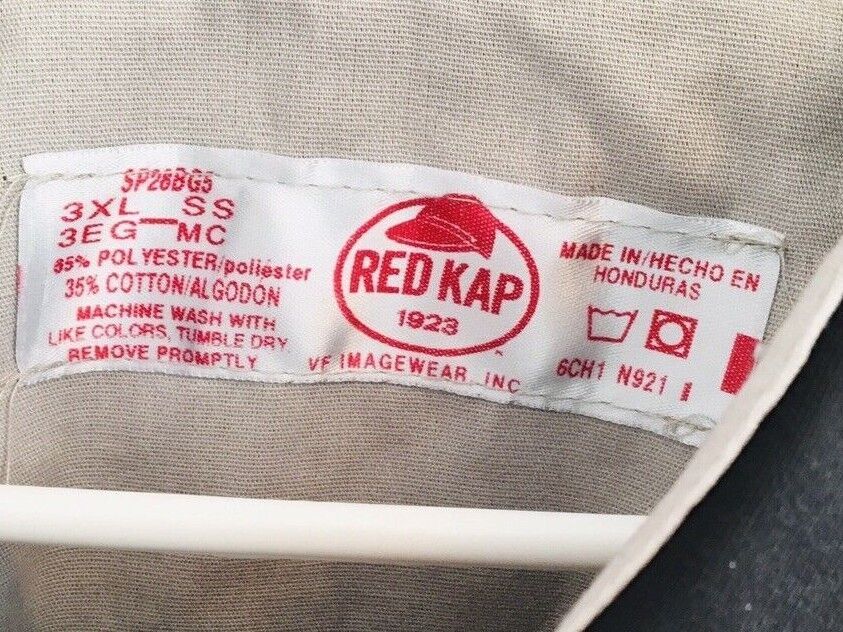 SP26BG5
3XL SS
3EG MC
65% POLYESTER/poliéster
35% COTTON/ALGODON
MACHINE WASH WITH
LIKE COLORS, TUMBLE DRY.
REMOVE PROMPTLY
RED KAP
1923
VF IMAGEWEAR, INC
MADE IN/HECHO EN
HONDURAS
6CH1 N921